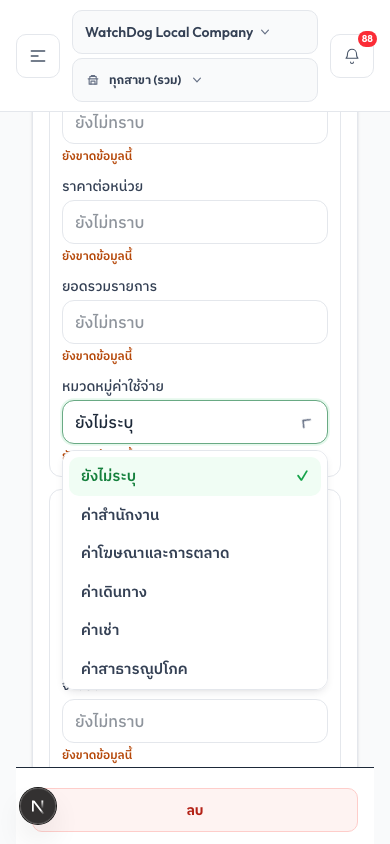 WatchDog Local Company
88
ทุกสาขา (รวม)
ยังไม่ทราบ
ยังขาดข้อมูลนี้
ราคาต่อหน่วย
ยังไม่ทราบ
ยังขาดข้อมูลนี้
ยอดรวมรายการ
ยังไม่ทราบ
ยังขาดข้อมูลนี้
หมวดหมู่ค่าใช้จ่าย
ยังไม่ระบุ
ยังไม่ระบุ
ค่าสำนักงาน
ค่าโฆษณาและการตลาด
ค่าเดินทาง
ค่าเช่า
ค่าสาธารณูปโภค
ยังไม่ทราบ
ยังขาดข้อมูลนี้
N
ลบ